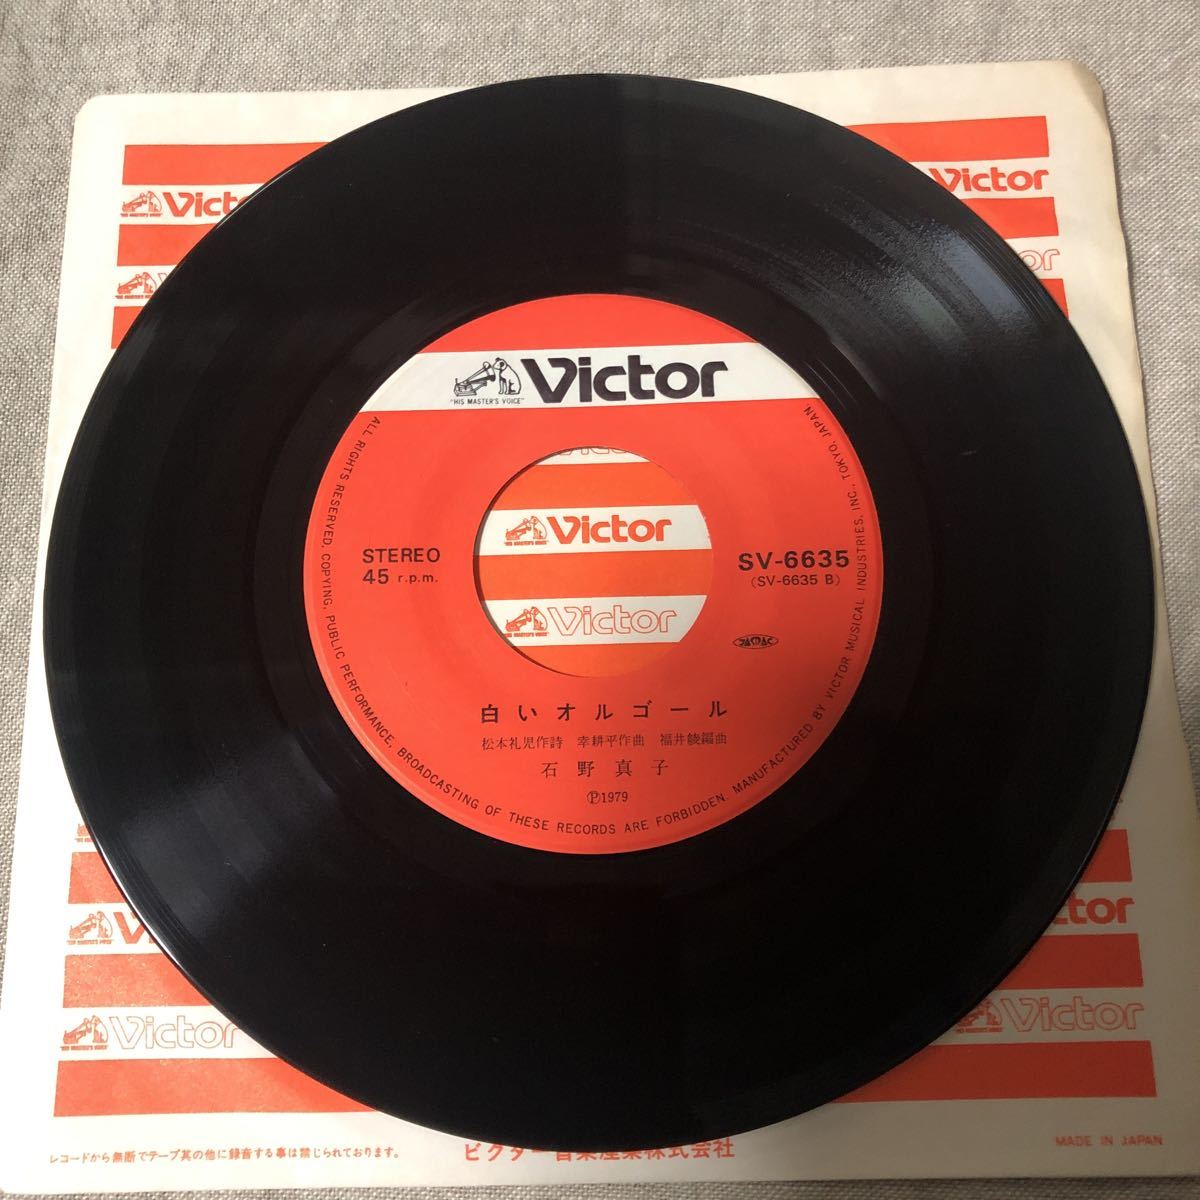 Victor
"HIS MASTER'S VOICE"
STEREO
45 r.p.m.
SV-6635
(SV-6635 B)
JASRAC
白いオルゴール
松本礼児作詩 幸耕平作曲 福井崚編曲
石野真子
Ⓟ1979
ALL RIGHTS RESERVED, COPYING, PUBLIC PERFORMANCE, BROADCASTING OF THESE RECORDS ARE FORBIDDEN. MANUFACTURED BY VICTOR MUSICAL INDUSTRIES, INC., TOKYO, JAPAN.
Victor
Victor
Victor
Victor
Victor
Victor
レコードから無断でテープ其の他に録音する事は禁じられております。
ビクター音楽産業株式会社
MADE IN JAPAN